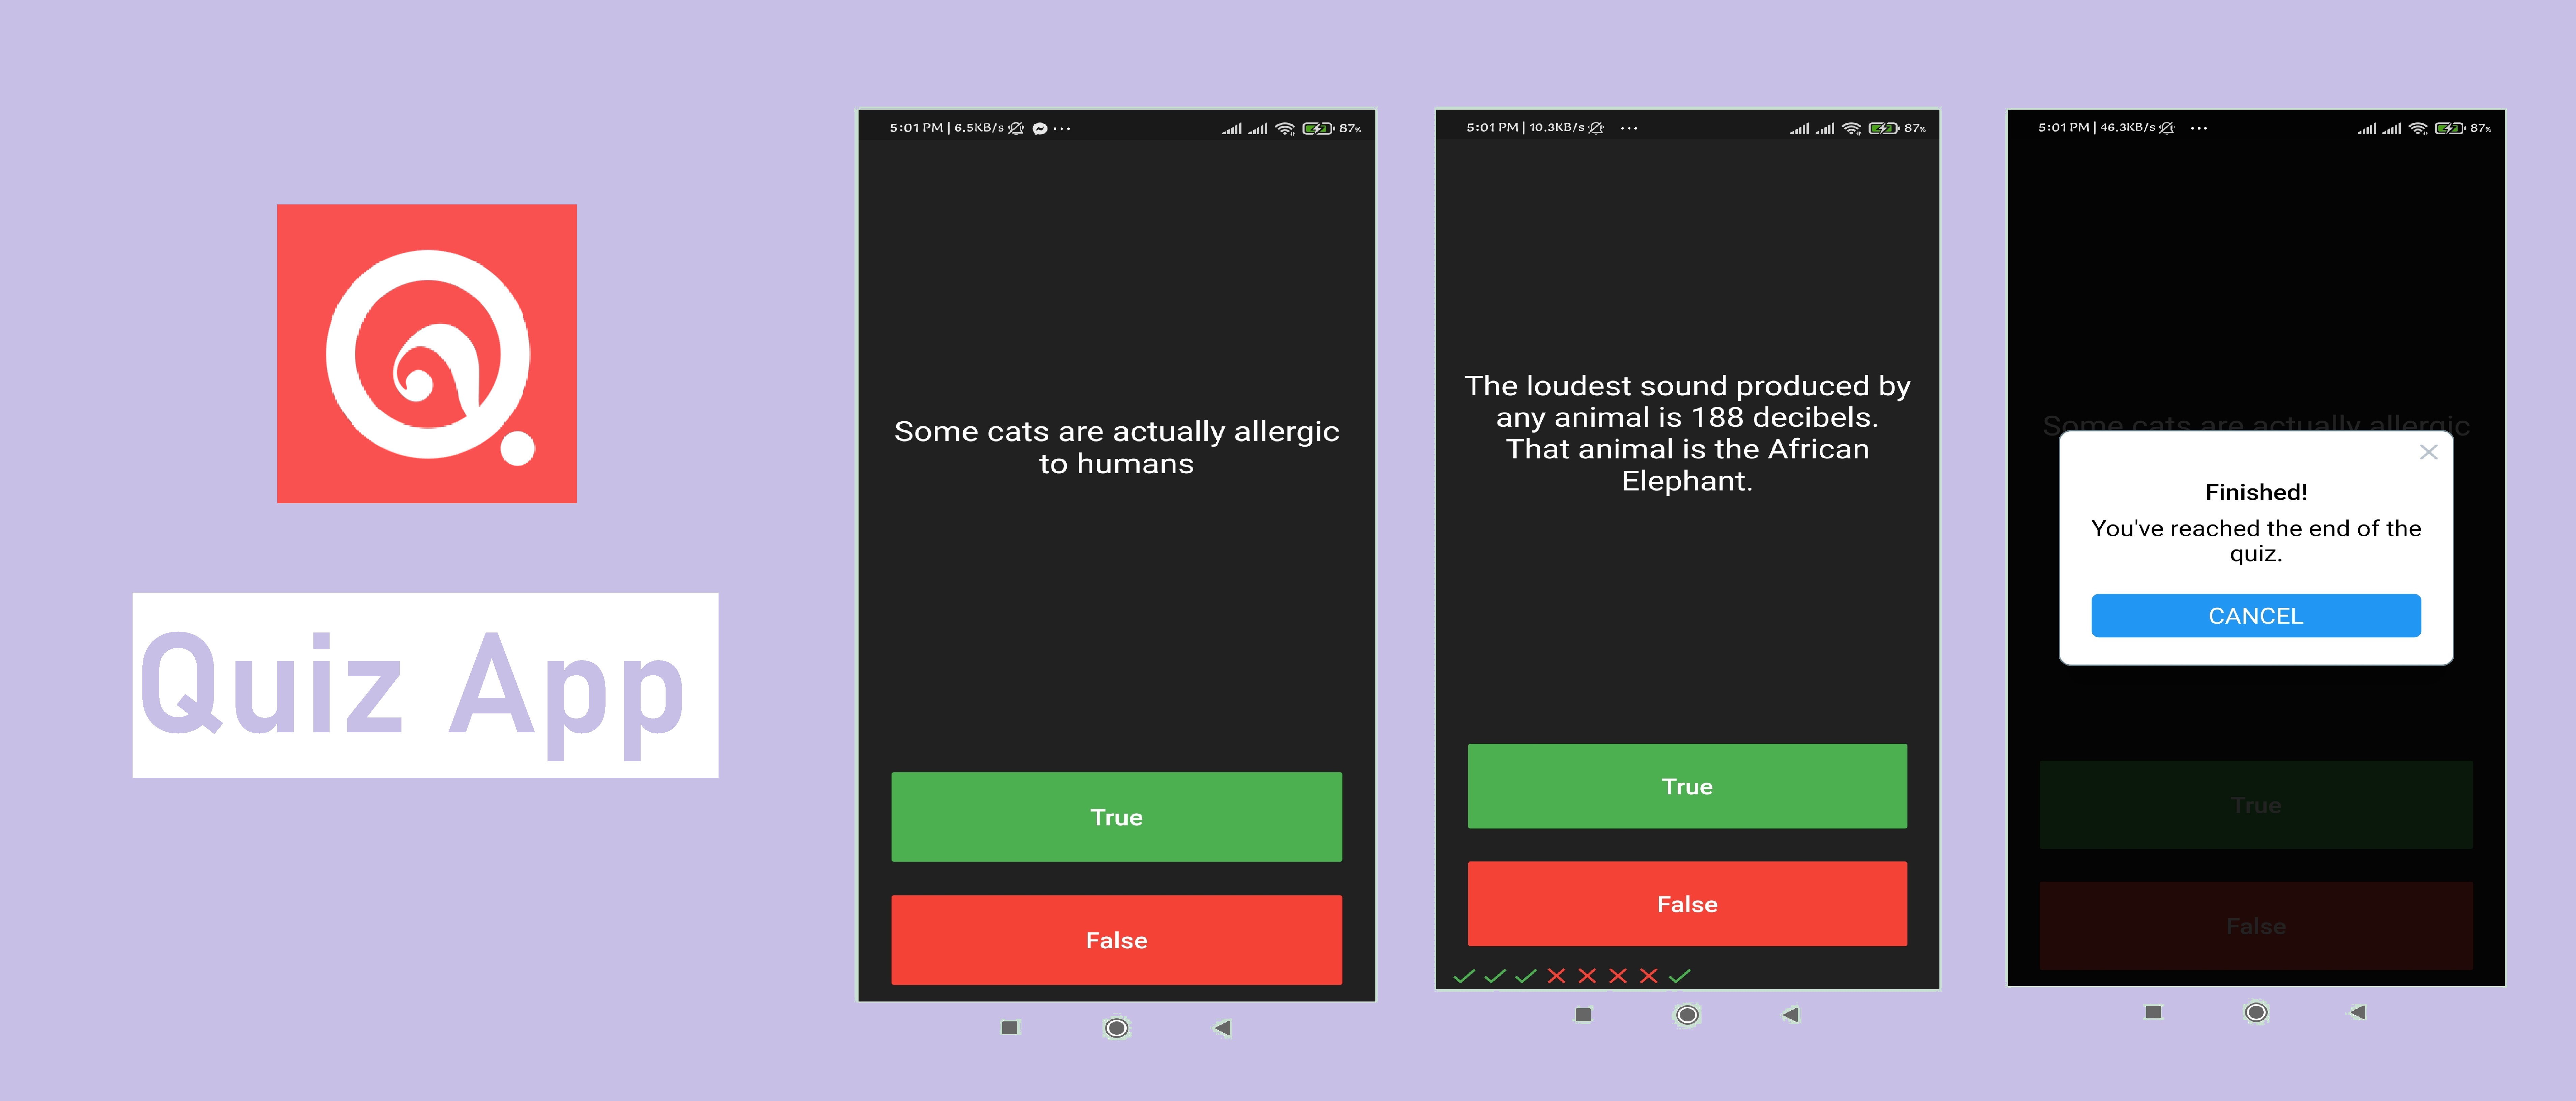 Quiz App
5:01 PM | 6.5KB/s
87%
Some cats are actually allergic
to humans
True
False
5:01 PM | 10.3KB/s
87%
The loudest sound produced by
any animal is 188 decibels.
That animal is the African
Elephant.
True
False
5:01 PM | 46.3KB/s
87%
Some cats are actually allergic
Finished!
You've reached the end of the
quiz.
CANCEL
True
False